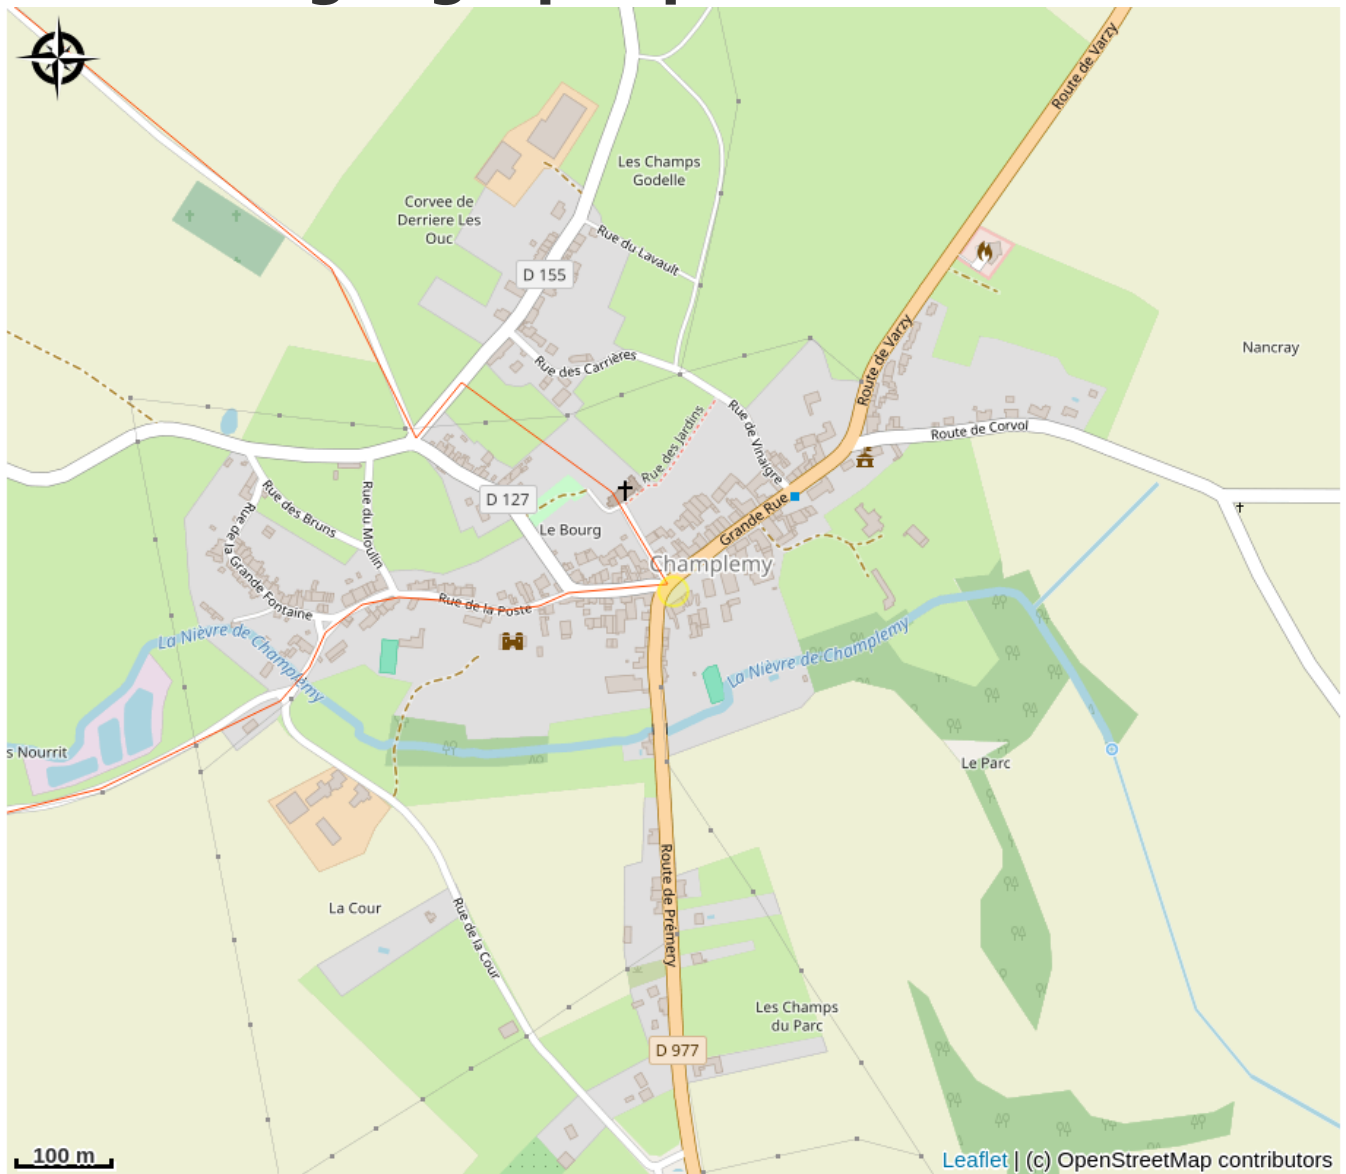 Route de Varzy
Les Champs
Godelle
Corvee de
Derriere Les
Ouc
Rue du Lavault
D 155
Route de Varzy
Nancray
Rue des Carrières
Rue de Vinaigre
Rue des Jardins
Route de Corvol
Rue des Bruns
Rue du Moulin
D 127
Grande Rue
Le Bourg
Rue de la Grande Fontaine
Champlemy
Rue de la Poste
La Nièvre de Champlemy
La Nièvre de Champlemy
s Nourrit
Le Parc
La Cour
Rue de la Cour
Route de Prémery
Les Champs
du Parc
D 977
100 m
Leaflet | (c) OpenStreetMap contributors